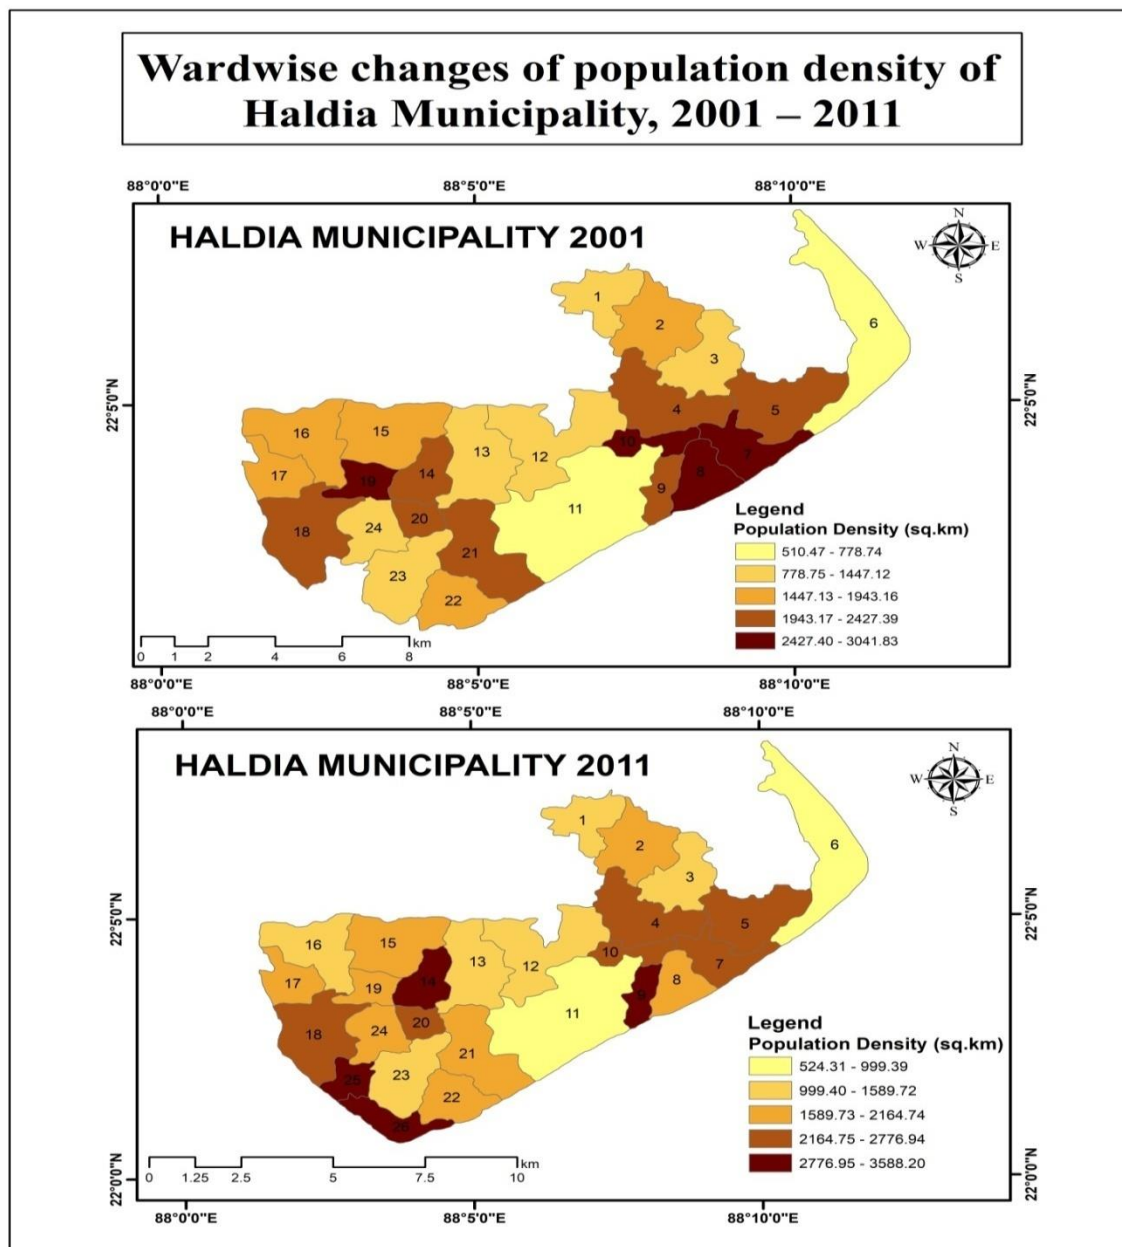 Wardwise changes of population density of
Haldia Municipality, 2001 – 2011
88°0'0"E 88°5'0"E 88°10'0"E
HALDIA MUNICIPALITY 2001
N
W E
S
1
2
3
6
22°5'0"N 22°5'0"N
4
5
16
15
13
12
10
7
17
19
14
8
9
11
18
24
20
21
23
22
Legend
Population Density (sq.km)
510.47 - 778.74
778.75 - 1447.12
1447.13 - 1943.16
1943.17 - 2427.39
2427.40 - 3041.83
km
0 1 2 4 6 8
88°0'0"E 88°5'0"E 88°10'0"E
88°0'0"E 88°5'0"E 88°10'0"E
HALDIA MUNICIPALITY 2011
N
W E
S
1
2
3
6
22°5'0"N 22°5'0"N
4
5
16
15
13
12
10
7
17
19
14
9
8
11
18
24
20
21
25
23
22
26
Legend
Population Density (sq.km)
524.31 - 999.39
999.40 - 1589.72
1589.73 - 2164.74
2164.75 - 2776.94
2776.95 - 3588.20
km
0 1.25 2.5 5 7.5 10
22°0'0"N 22°0'0"N
88°0'0"E 88°5'0"E 88°10'0"E